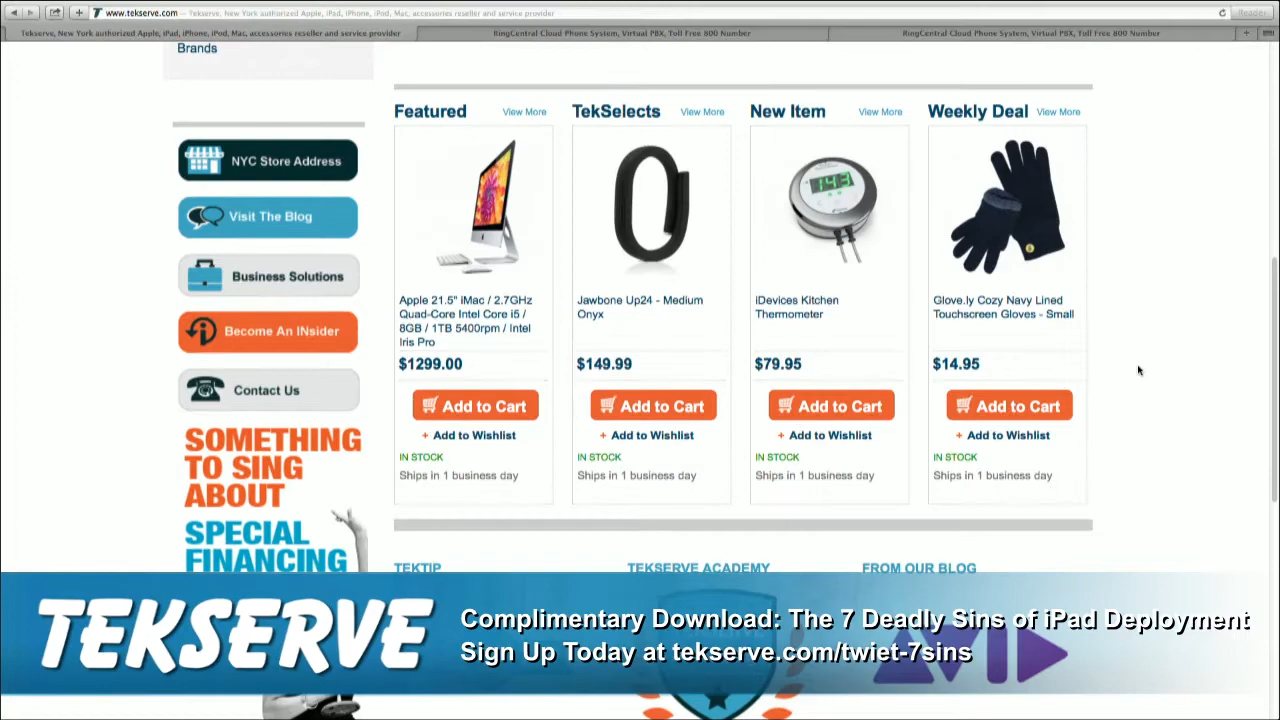 www.tekserve.com — Tekserve, New York authorized Apple, iPad, iPhone, iPod, Mac, accessories reseller and service provider
Reader
Tekserve, New York authorized Apple, iPad, iPhone, iPod, Mac, accessories reseller and service provider
RingCentral Cloud Phone System, Virtual PBX, Toll Free 800 Number
RingCentral Cloud Phone System, Virtual PBX, Toll Free 800 Number
Brands
NYC Store Address
Visit The Blog
Business Solutions
Become An INsider
Contact Us
SOMETHING
TO SING
ABOUT
SPECIAL
FINANCING
Featured
View More
Apple 21.5" iMac / 2.7GHz
Quad-Core Intel Core i5 /
8GB / 1TB 5400rpm / Intel
Iris Pro
$1299.00
Add to Cart
+ Add to Wishlist
IN STOCK
Ships in 1 business day
TekSelects
View More
Jawbone Up24 - Medium
Onyx
$149.99
Add to Cart
+ Add to Wishlist
IN STOCK
Ships in 1 business day
New Item
View More
143
iDevices Kitchen
Thermometer
$79.95
Add to Cart
+ Add to Wishlist
IN STOCK
Ships in 1 business day
Weekly Deal
View More
Glove.ly Cozy Navy Lined
Touchscreen Gloves - Small
$14.95
Add to Cart
+ Add to Wishlist
IN STOCK
Ships in 1 business day
TEKTIP
TEKSERVE ACADEMY
FROM OUR BLOG
TEKSERVE
Complimentary Download: The 7 Deadly Sins of iPad Deployment
Sign Up Today at tekserve.com/twiet-7sins